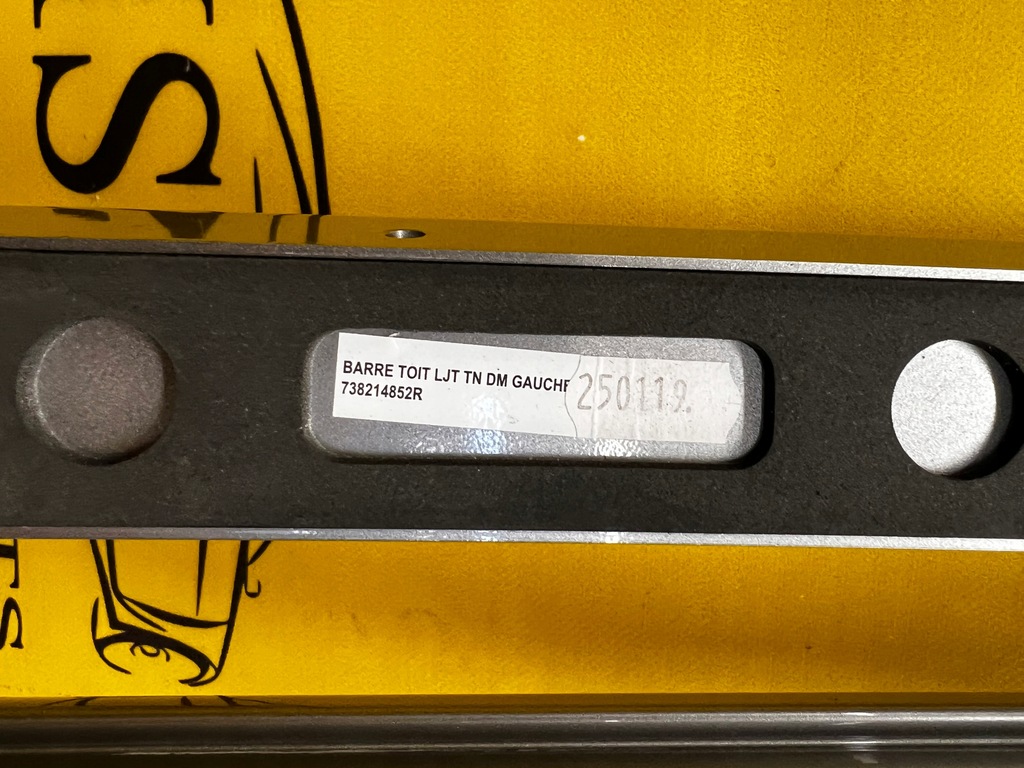 BARRE TOIT LJT TN DM GAUCHE
738214852R
250119.